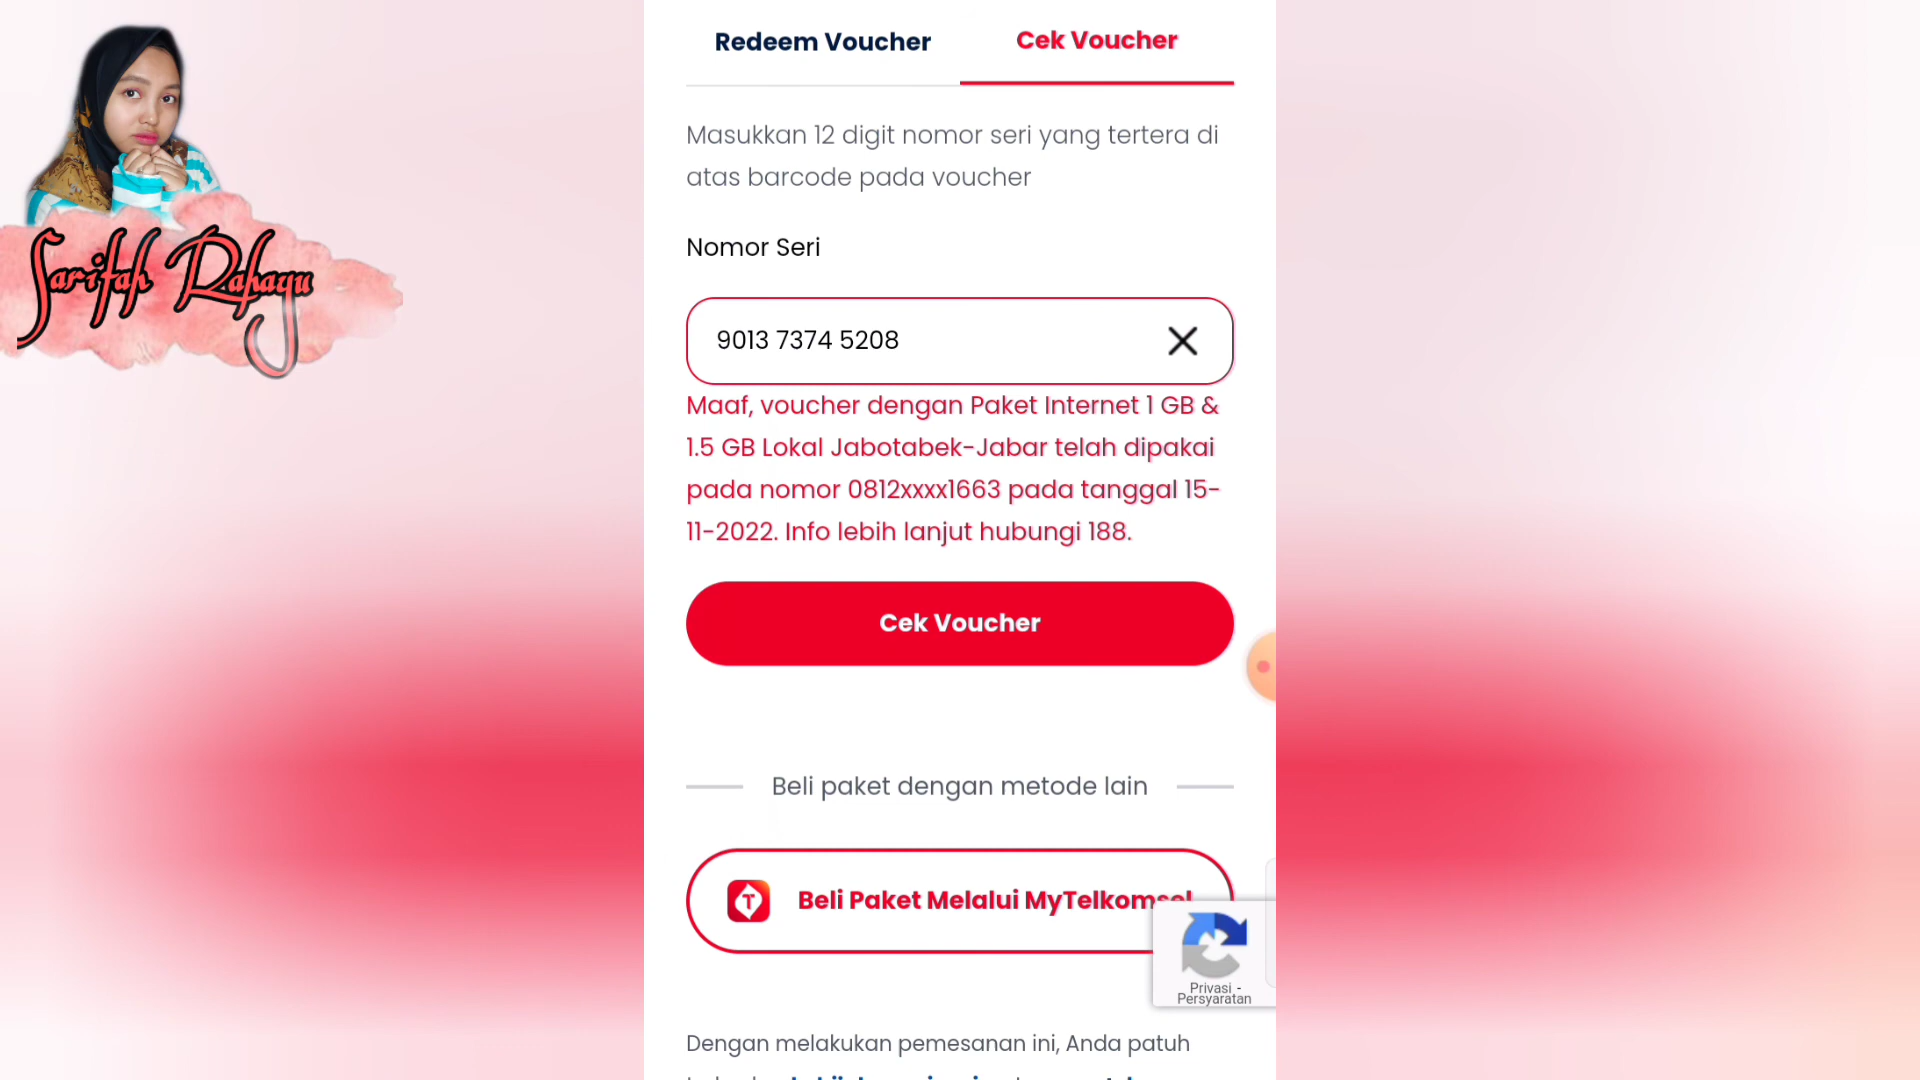 Redeem Voucher
Cek Voucher
Masukkan 12 digit nomor seri yang tertera di
atas barcode pada voucher
Nomor Seri
9013 7374 5208
Maaf, voucher dengan Paket Internet 1 GB &
1.5 GB Lokal Jabotabek-Jabar telah dipakai
pada nomor 0812xxxx1663 pada tanggal 15-
11-2022. Info lebih lanjut hubungi 188.
Cek Voucher
Beli paket dengan metode lain
Beli Paket Melalui MyTelkomsel
Privasi -
Persyaratan
Dengan melakukan pemesanan ini, Anda patuh
Sarifah Rahayu